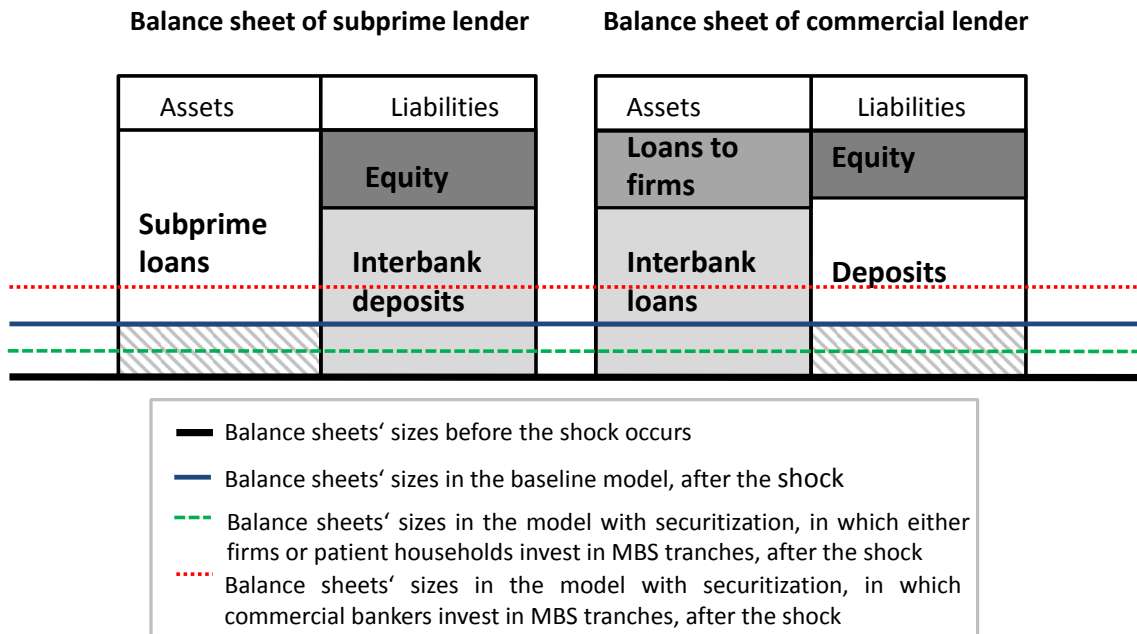 Balance sheet of subprime lender
Balance sheet of commercial lender
Assets
Liabilities
Assets
Liabilities
Equity
Loans to
firms
Equity
Subprime
loans
Interbank
deposits
Interbank
loans
Deposits
Balance sheets‘ sizes before the shock occurs
Balance sheets‘ sizes in the baseline model, after the shock
Balance sheets‘ sizes in the model with securitization, in which either
firms or patient households invest in MBS tranches, after the shock
Balance sheets‘ sizes in the model with securitization, in which
commercial bankers invest in MBS tranches, after the shock